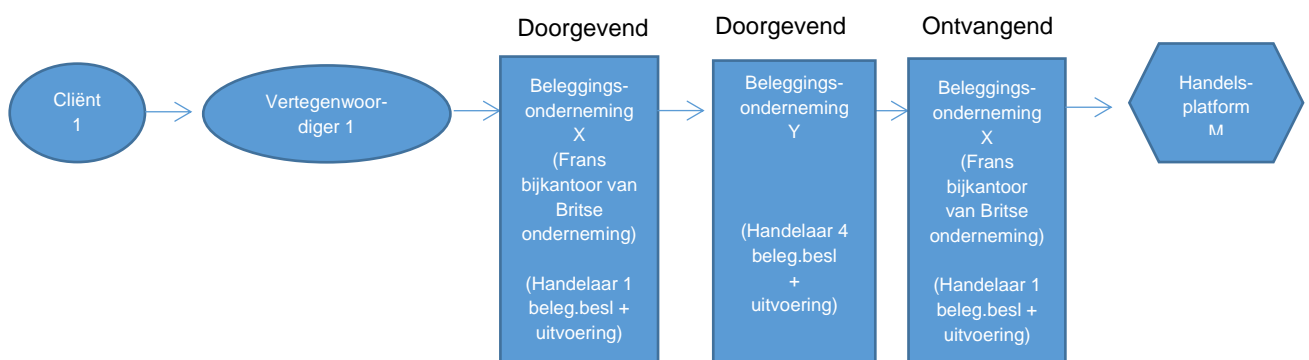 Doorgevend
Doorgevend
Ontvangend
Cliënt
1
Vertegenwoor-
diger 1
Beleggings-
onderneming
X
(Frans
bijkantoor van
Britse
onderneming)
(Handelaar 1
beleg.besl +
uitvoering)
Beleggings-
onderneming
Y
(Handelaar 4
beleg.besl
+
uitvoering)
Beleggings-
onderneming
X
(Frans
bijkantoor
van Britse
onderneming)
(Handelaar 1
beleg.besl +
uitvoering)
Handels-
platform
M